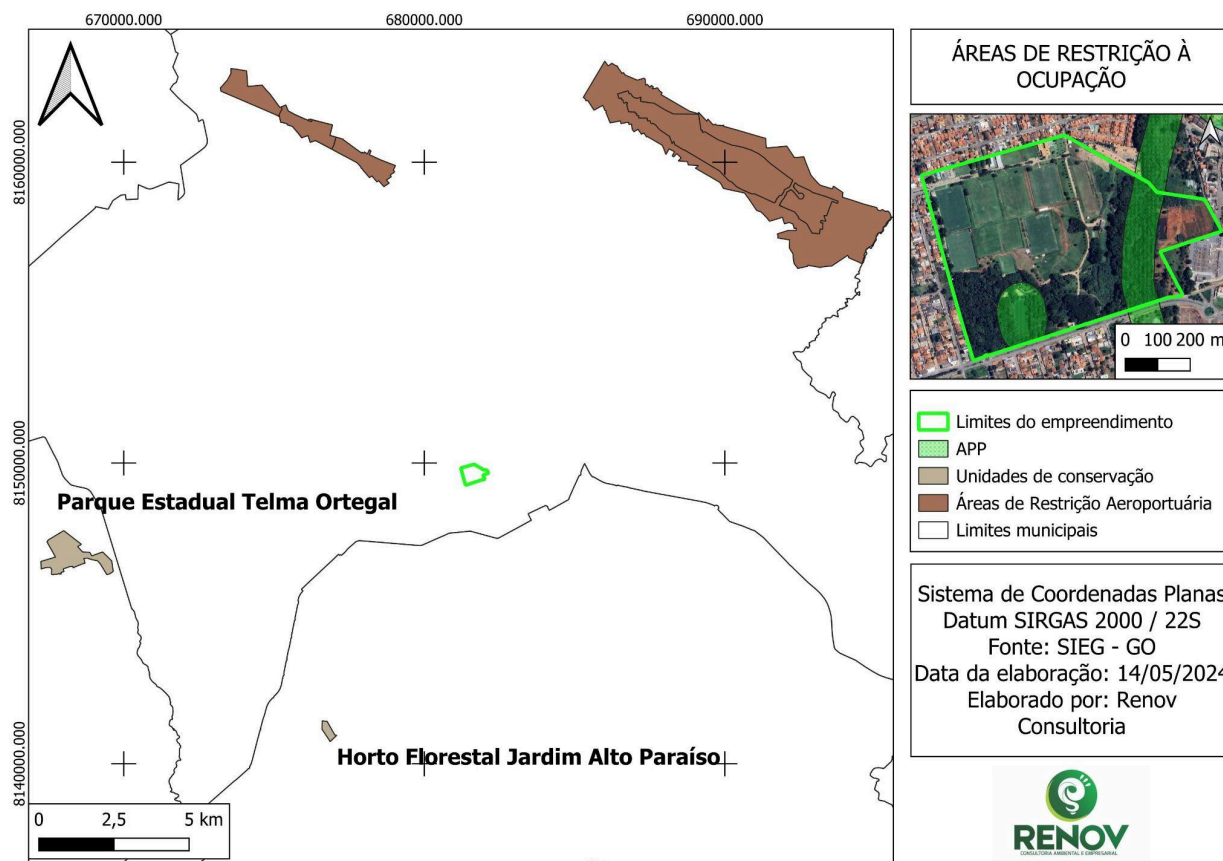 670000.000
680000.000
690000.000
8160000.000
8150000.000
8140000.000
Parque Estadual Telma Ortegal
Horto Florestal Jardim Alto Paraíso
0 2,5 5 km
ÁREAS DE RESTRIÇÃO À
OCUPAÇÃO
0 100 200 m
Limites do empreendimento
APP
Unidades de conservação
Áreas de Restrição Aeroportuária
Limites municipais
Sistema de Coordenadas Planas
Datum SIRGAS 2000 / 22S
Fonte: SIEG - GO
Data da elaboração: 14/05/2024
Elaborado por: Renov
Consultoria
RENOV
CONSULTORIA AMBIENTAL E EMPRESARIAL